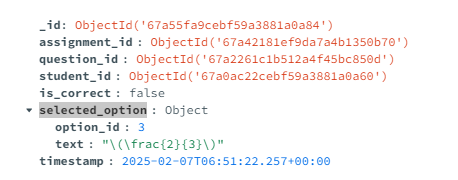 _id: ObjectId('67a55fa9cebf59a3881a0a84')
assignment_id : ObjectId('67a42181ef9da7a4b1350b70')
question_id : ObjectId('67a2261c1b512a4f45bc850d')
student_id : ObjectId('67a0ac22cebf59a3881a0a60')
is_correct : false
selected_option : Object
option_id : 3
text : "\(\frac{2}{3}\)"
timestamp : 2025-02-07T06:51:22.257+00:00